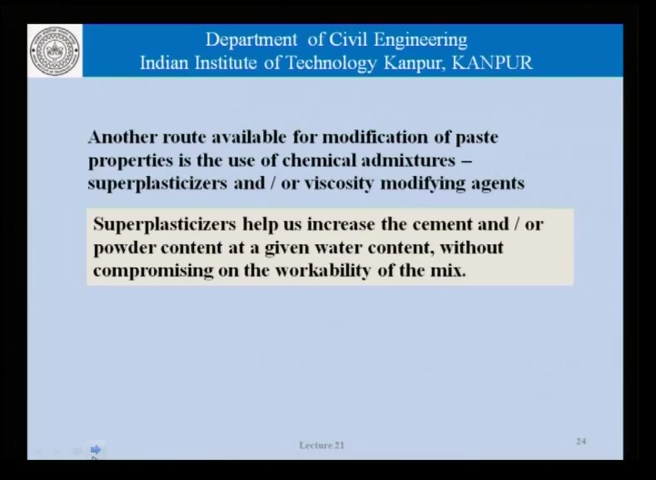 Department of Civil Engineering
Indian Institute of Technology Kanpur, KANPUR
Another route available for modification of paste
properties is the use of chemical admixtures –
superplasticizers and / or viscosity modifying agents
Superplasticizers help us increase the cement and / or
powder content at a given water content, without
compromising on the workability of the mix.
Lecture 21
24